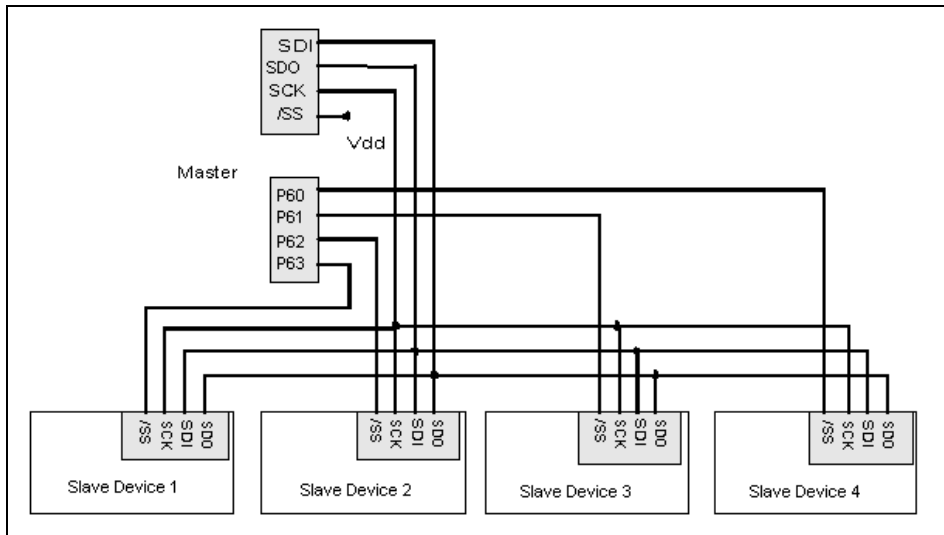 SDI
SDO
SCK
/SS
Vdd
Master
P60
P61
P62
P63
/SS
SCK
SDI
SDO
Slave Device 1
/SS
SCK
SDI
SDO
Slave Device 2
/SS
SCK
SDI
SDO
Slave Device 3
/SS
SCK
SDI
SDO
Slave Device 4